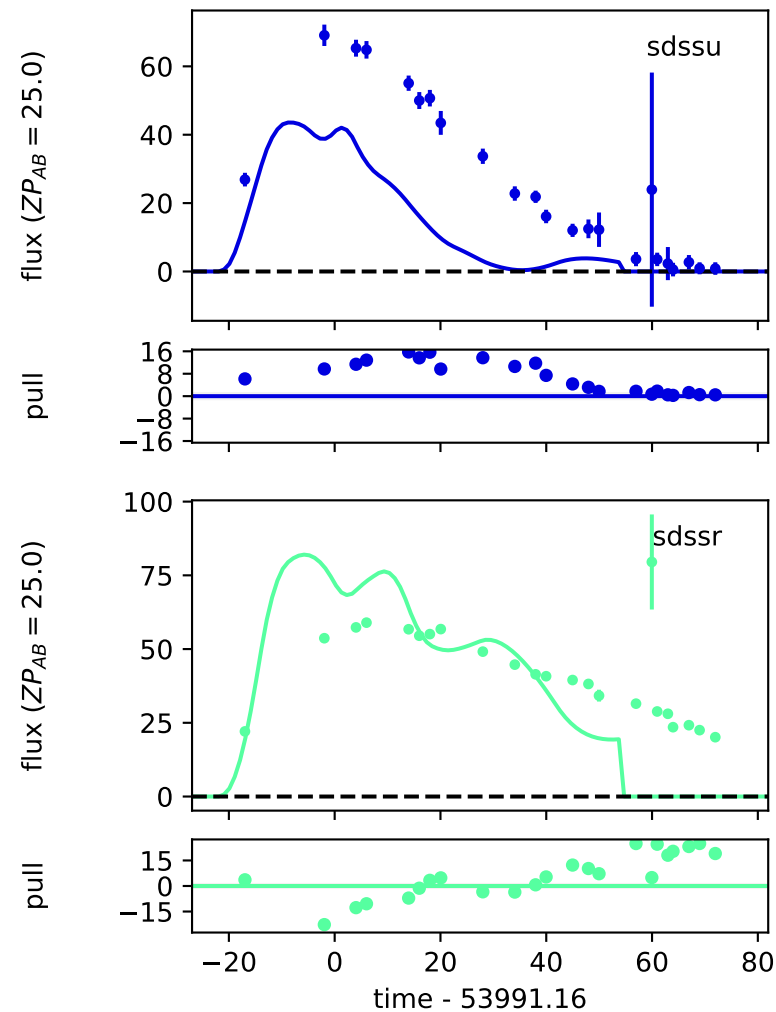 sdssu
flux (ZP_AB = 25.0)
60
40
20
0
pull
16
8
0
−8
−16
sdssr
flux (ZP_AB = 25.0)
100
75
50
25
0
pull
15
0
−15
−20 0 20 40 60 80
time - 53991.16